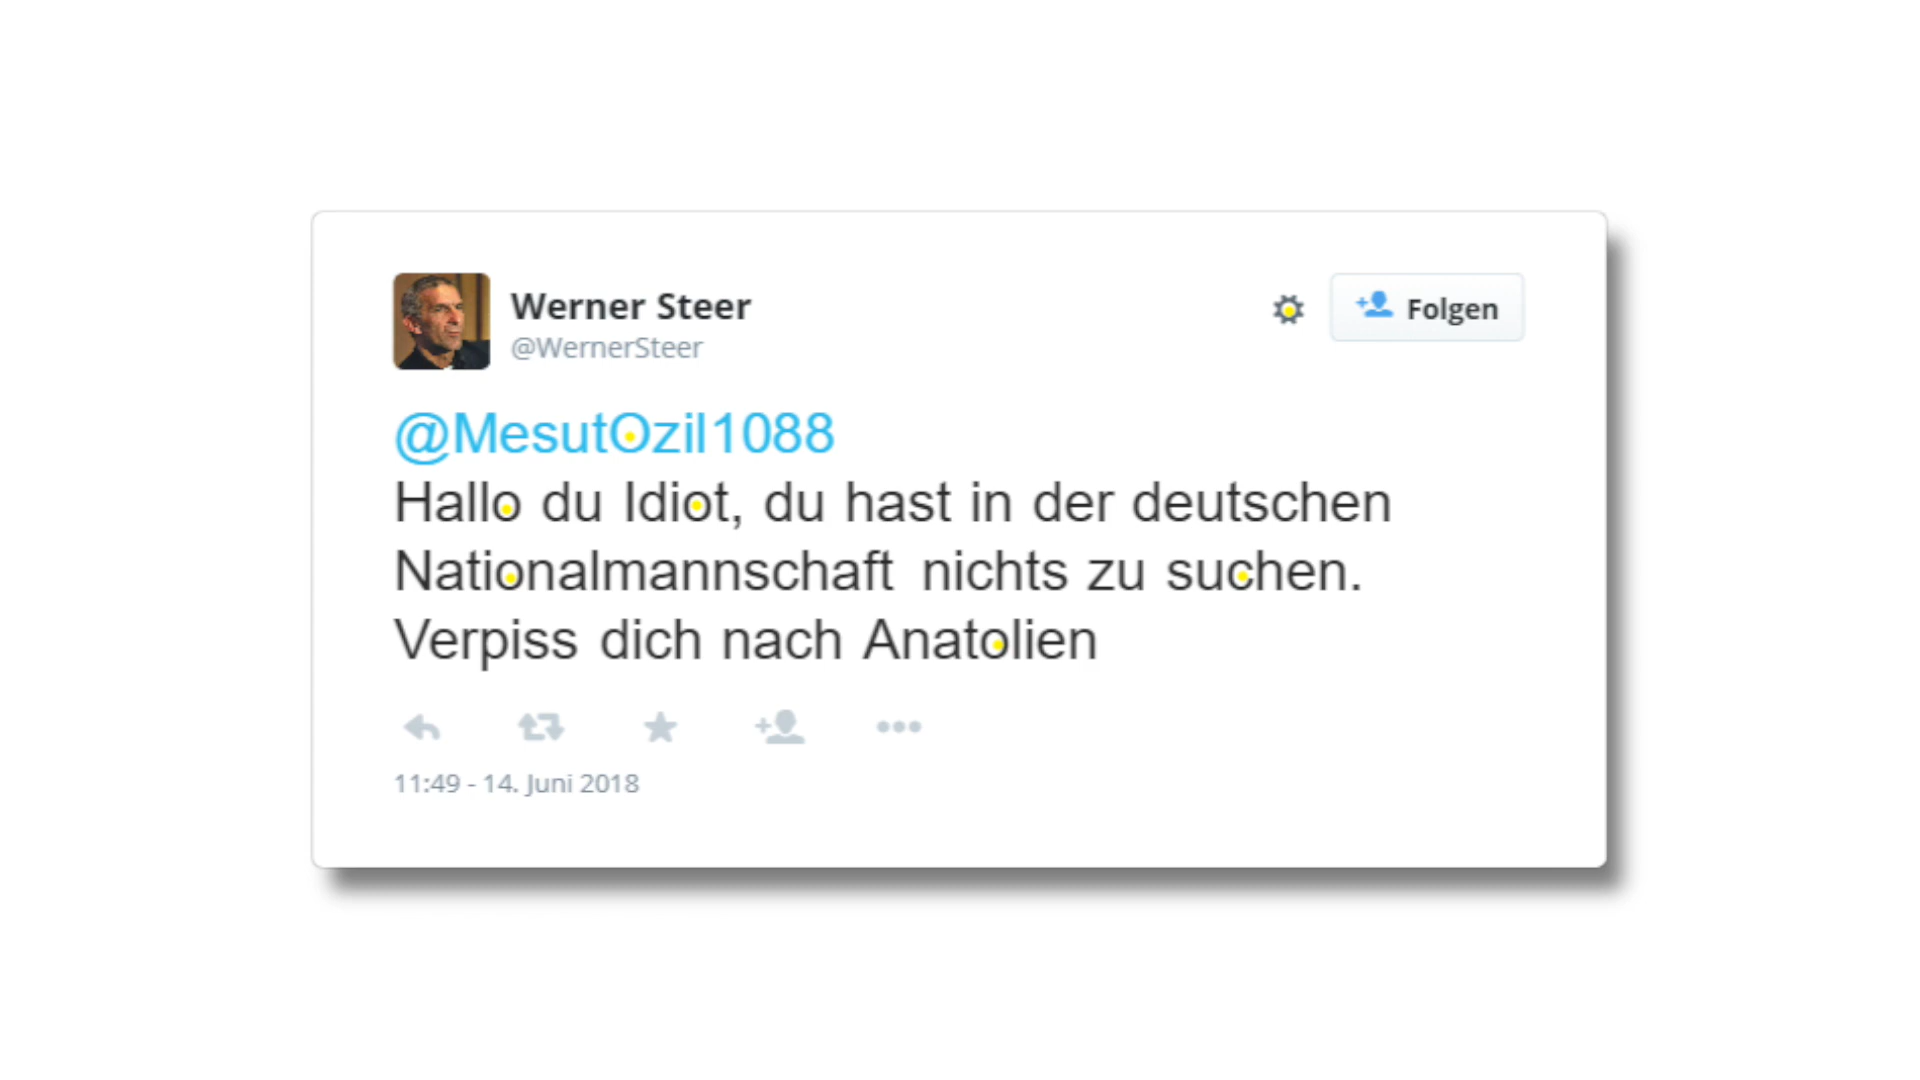 Werner Steer
@WernerSteer
Folgen
@MesutOzil1088
Hallo du Idiot, du hast in der deutschen
Nationalmannschaft nichts zu suchen.
Verpiss dich nach Anatolien
11:49 - 14. Juni 2018